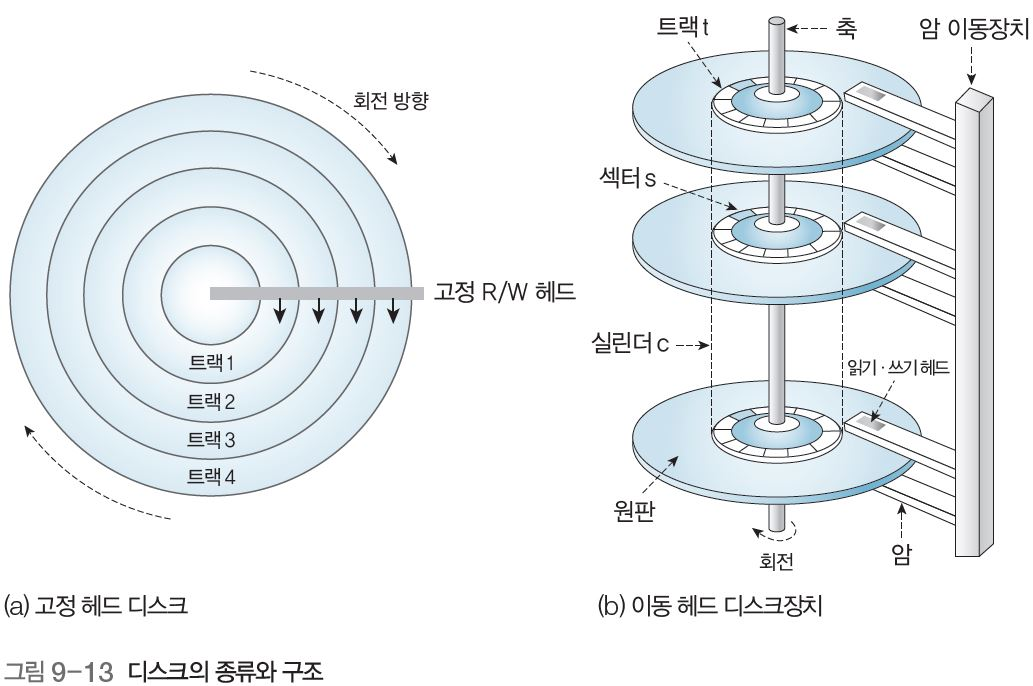 회전 방향
고정 R/W 헤드
트랙 1
트랙 2
트랙 3
트랙 4
(a) 고정 헤드 디스크
트랙 t
축
암 이동장치
섹터 s
실린더 c
읽기·쓰기 헤드
원판
암
회전
(b) 이동 헤드 디스크장치
그림 9-13 디스크의 종류와 구조